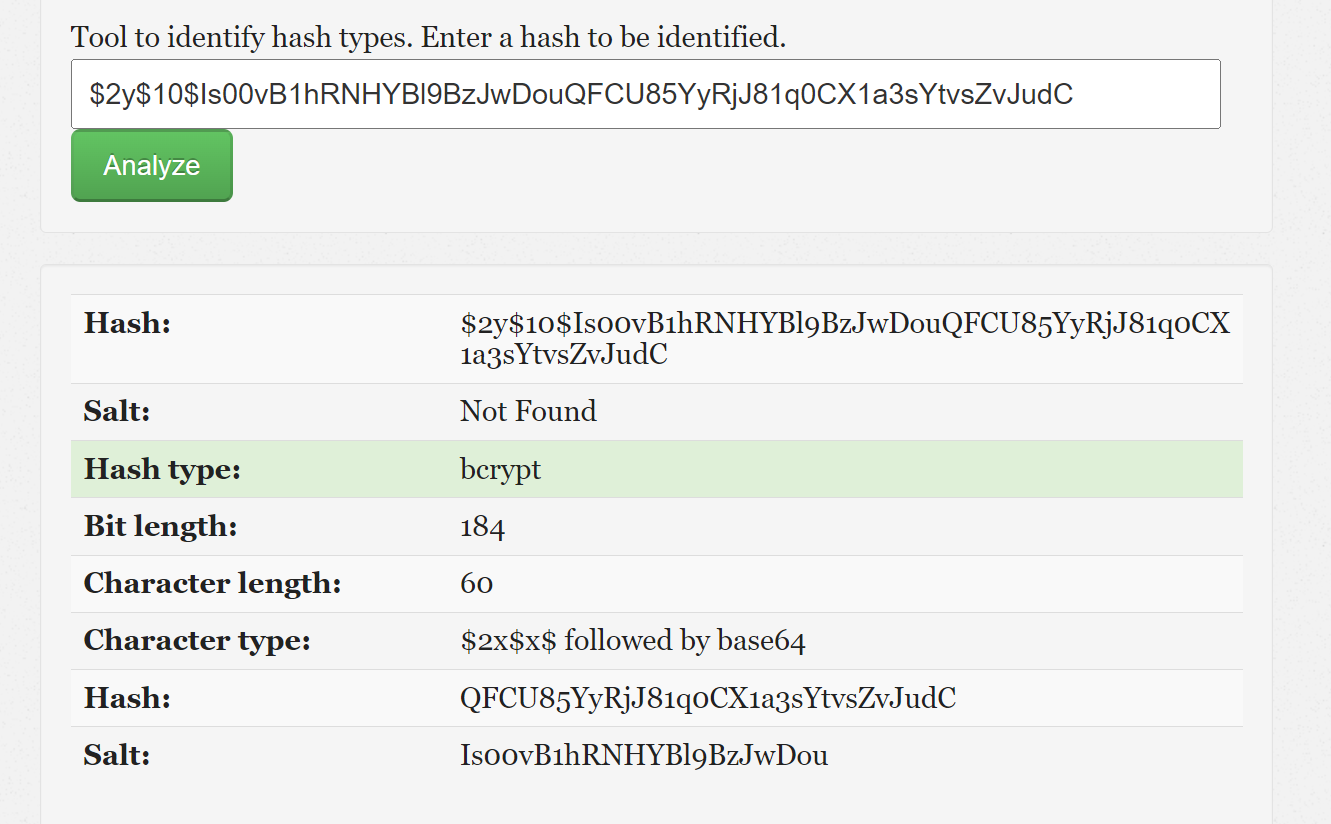 Tool to identify hash types. Enter a hash to be identified.
$2y$10$Is00vB1hRNHYBl9BzJwDouQFCU85YyRjJ81q0CX1a3sYtvsZvJudC
Analyze
Hash: $2y$10$Is00vB1hRNHYBl9BzJwDouQFCU85YyRjJ81q0CX
1a3sYtvsZvJudC
Salt: Not Found
Hash type: bcrypt
Bit length: 184
Character length: 60
Character type: $2x$x$ followed by base64
Hash: QFCU85YyRjJ81q0CX1a3sYtvsZvJudC
Salt: Is00vB1hRNHYBl9BzJwDou